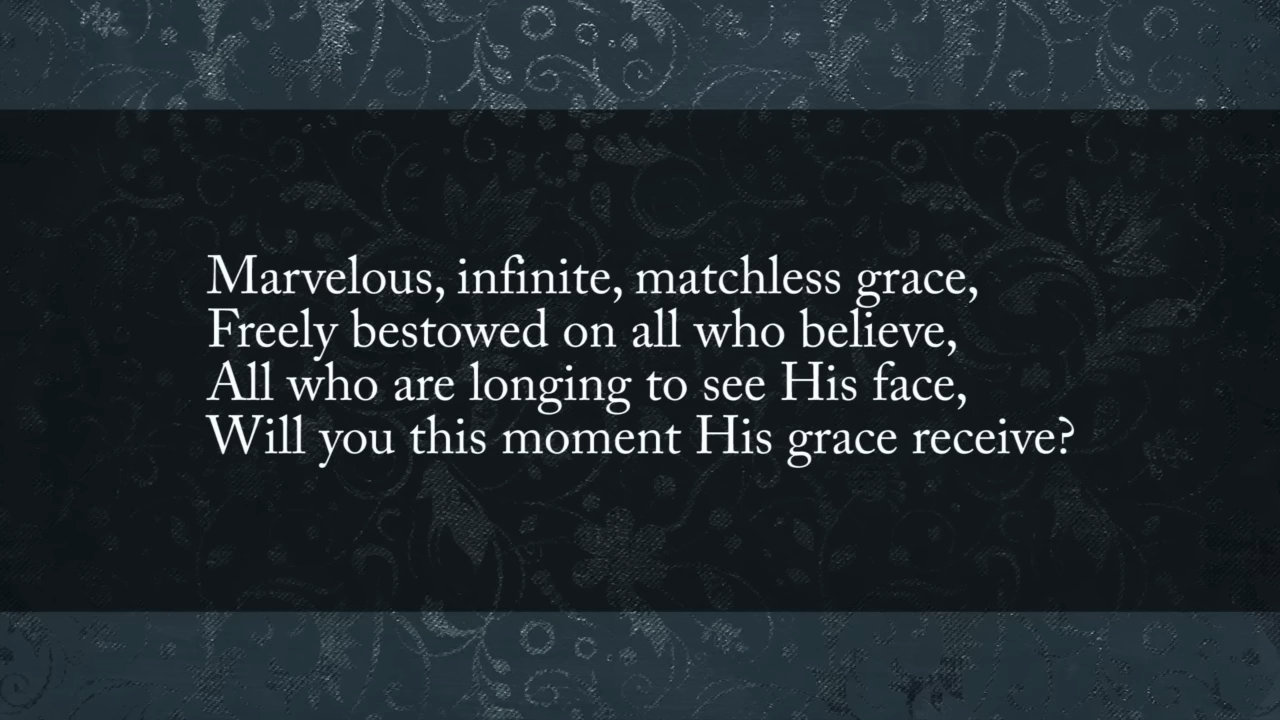 Marvelous, infinite, matchless grace,
Freely bestowed on all who believe,
All who are longing to see His face,
Will you this moment His grace receive?